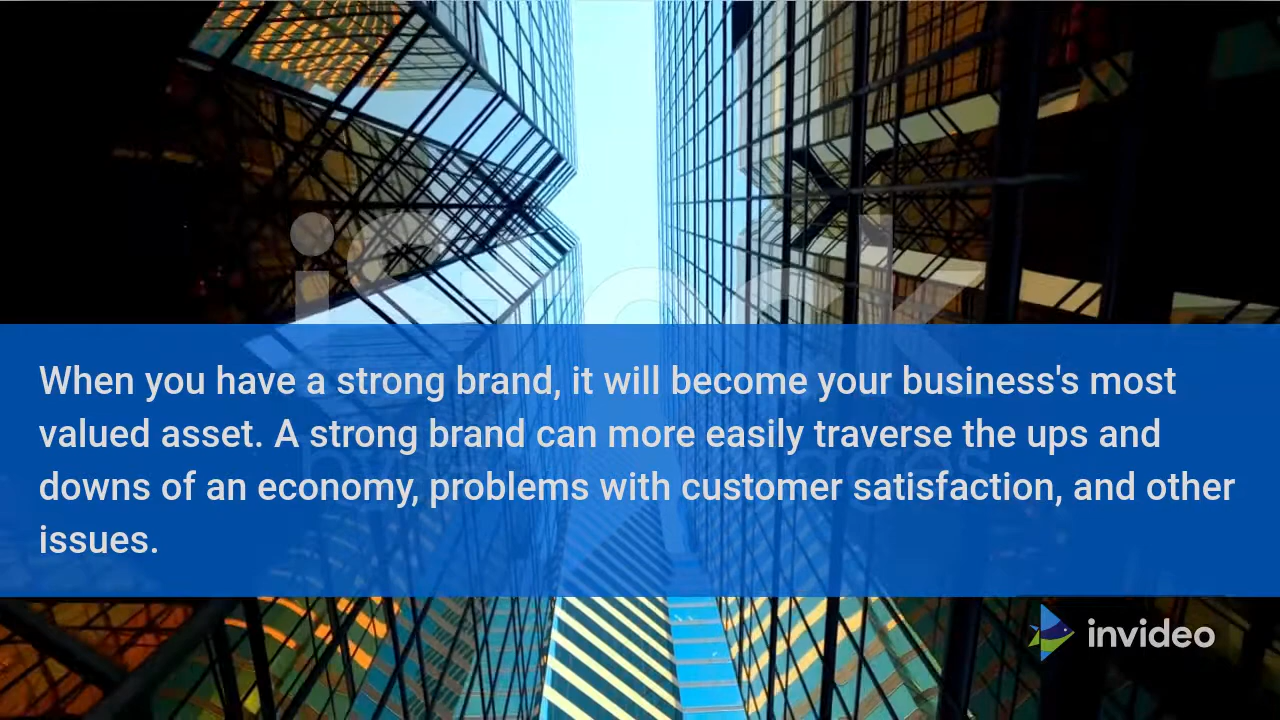 iStock
When you have a strong brand, it will become your business's most
valued asset. A strong brand can more easily traverse the ups and
downs of an economy, problems with customer satisfaction, and other
issues.
invideo